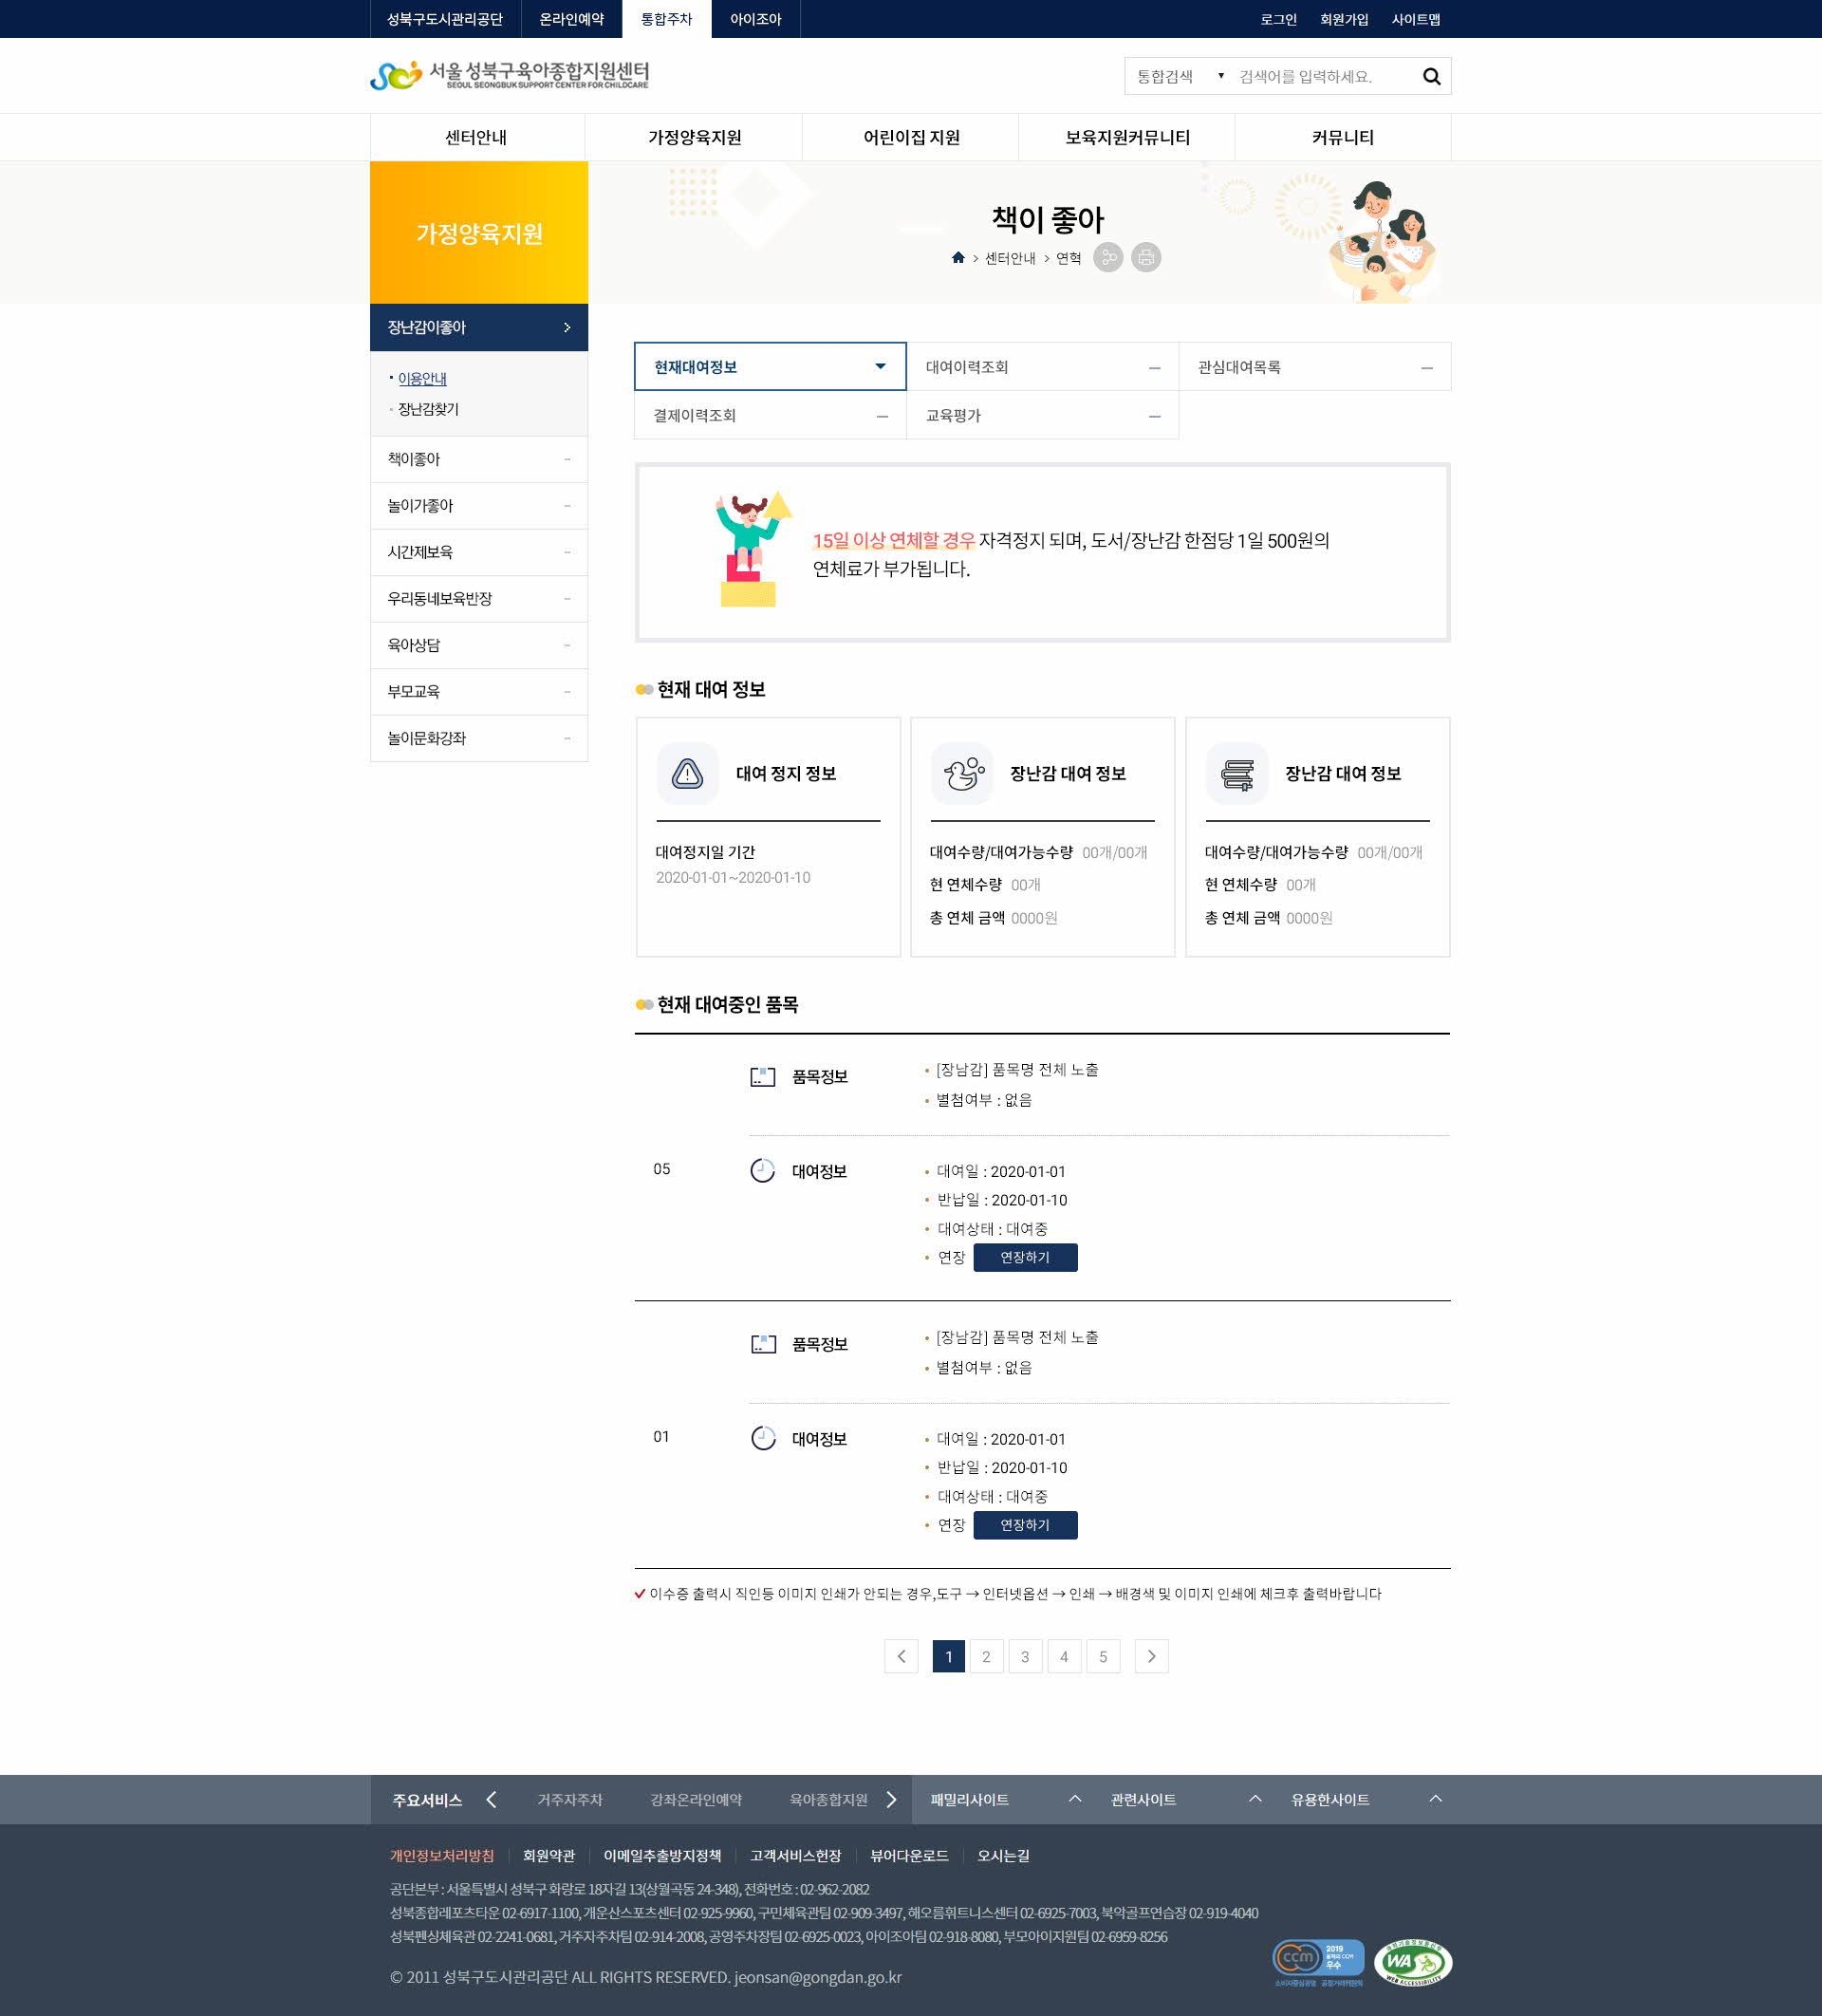 성북구도시관리공단 온라인예약 통합주차 아이조아 로그인 회원가입 사이트맵
서울 성북구육아종합지원센터
SEOUL SEONGBUK SUPPORT CENTER FOR CHILDCARE
통합검색 ▼ 검색어를 입력하세요.
센터안내 가정양육지원 어린이집 지원 보육지원커뮤니티 커뮤니티
가정양육지원
책이 좋아
> 센터안내 > 연혁
장난감이좋아
이용안내
장난감찾기
책이좋아
놀이가좋아
시간제보육
우리동네보육반장
육아상담
부모교육
놀이문화강좌
현재대여정보 대여이력조회 관심대여목록
결제이력조회 교육평가
15일 이상 연체할 경우 자격정지 되며, 도서/장난감 한점당 1일 500원의
연체료가 부가됩니다.
현재 대여 정보
대여 정지 정보
대여정지일 기간
2020-01-01~2020-01-10
장난감 대여 정보
대여수량/대여가능수량 00개/00개
현 연체수량 00개
총 연체 금액 0000원
장난감 대여 정보
대여수량/대여가능수량 00개/00개
현 연체수량 00개
총 연체 금액 0000원
현재 대여중인 품목
05
품목정보
[장남감] 품목명 전체 노출
별첨여부 : 없음
대여정보
대여일 : 2020-01-01
반납일 : 2020-01-10
대여상태 : 대여중
연장 연장하기
01
품목정보
[장남감] 품목명 전체 노출
별첨여부 : 없음
대여정보
대여일 : 2020-01-01
반납일 : 2020-01-10
대여상태 : 대여중
연장 연장하기
이수증 출력시 직인등 이미지 인쇄가 안되는 경우,도구 → 인터넷옵션 → 인쇄 → 배경색 및 이미지 인쇄에 체크후 출력바랍니다
1 2 3 4 5
주요서비스 거주자주차 강좌온라인예약 육아종합지원 패밀리사이트 관련사이트 유용한사이트
개인정보처리방침 회원약관 이메일추출방지정책 고객서비스헌장 뷰어다운로드 오시는길
공단본부 : 서울특별시 성북구 화랑로 18자길 13(상월곡동 24-348), 전화번호 : 02-962-2082
성북종합레포츠타운 02-6917-1100, 개운산스포츠센터 02-925-9960, 구민체육관팀 02-909-3497, 해오름휘트니스센터 02-6925-7003, 북악골프연습장 02-919-4040
성북펜싱체육관 02-2241-0681, 거주자주차팀 02-914-2008, 공영주차장팀 02-6925-0023, 아이조아팀 02-918-8080, 부모아이지원팀 02-6959-8256
© 2011 성북구도시관리공단 ALL RIGHTS RESERVED. jeonsan@gongdan.go.kr
ccm 2019
우수
소비자중심경영 공정거래위원회
WA
WEB ACCESSIBILITY